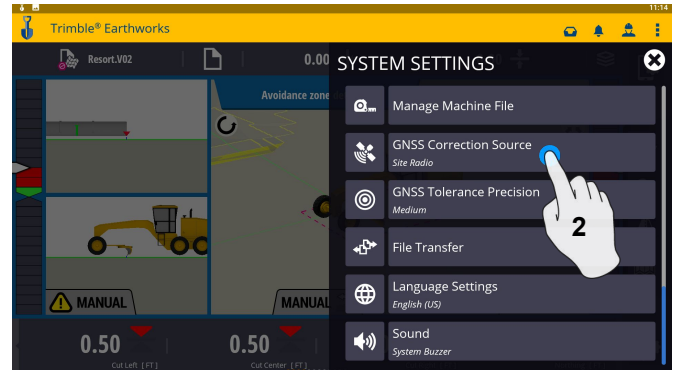 11:14
Trimble® Earthworks
Resort.V02
0.00
SYSTEM SETTINGS
Avoidance zone
Manage Machine File
GNSS Correction Source
Site Radio
GNSS Tolerance Precision
Medium
2
File Transfer
Language Settings
English (US)
MANUAL
MANUAL
Sound
System Buzzer
0.50
0.50
Cut Left [FT]
Cut Center [FT]